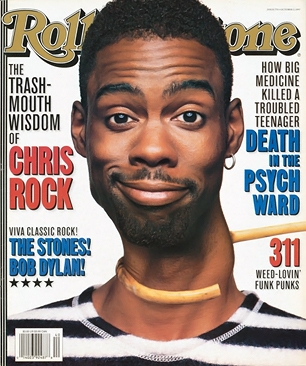 Rolling Stone
THE
TRASH-
MOUTH
WISDOM
OF
CHRIS
ROCK
VIVA CLASSIC ROCK!
THE STONES!
BOB DYLAN!
★★★★
HOW BIG
MEDICINE
KILLED A
TROUBLED
TEENAGER
DEATH
IN THE
PSYCH
WARD
311
WEED-LOVIN'
FUNK PUNKS